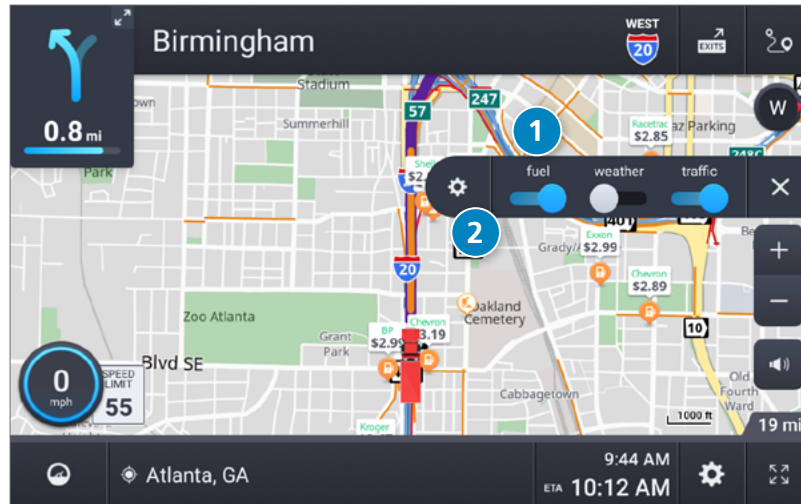 Birmingham
WEST
20
EXITS
0.8 mi
Stadium
57
247
1
Summerhill
Racetrac
$2.85
az Parking
W
Park
Shell
fuel
weather
traffic
2
Exxon
$2.99
Chevron
$2.89
20
Zoo Atlanta
Oakland
Cemetery
10
Grant
Park
BP
$2.99
Chevron
3.19
Blvd SE
0
mph
SPEED
LIMIT
55
Cabbagetown
Old
Fourth
Ward
1000 ft
19 mi
Kroger
Atlanta, GA
9:44 AM
ETA 10:12 AM